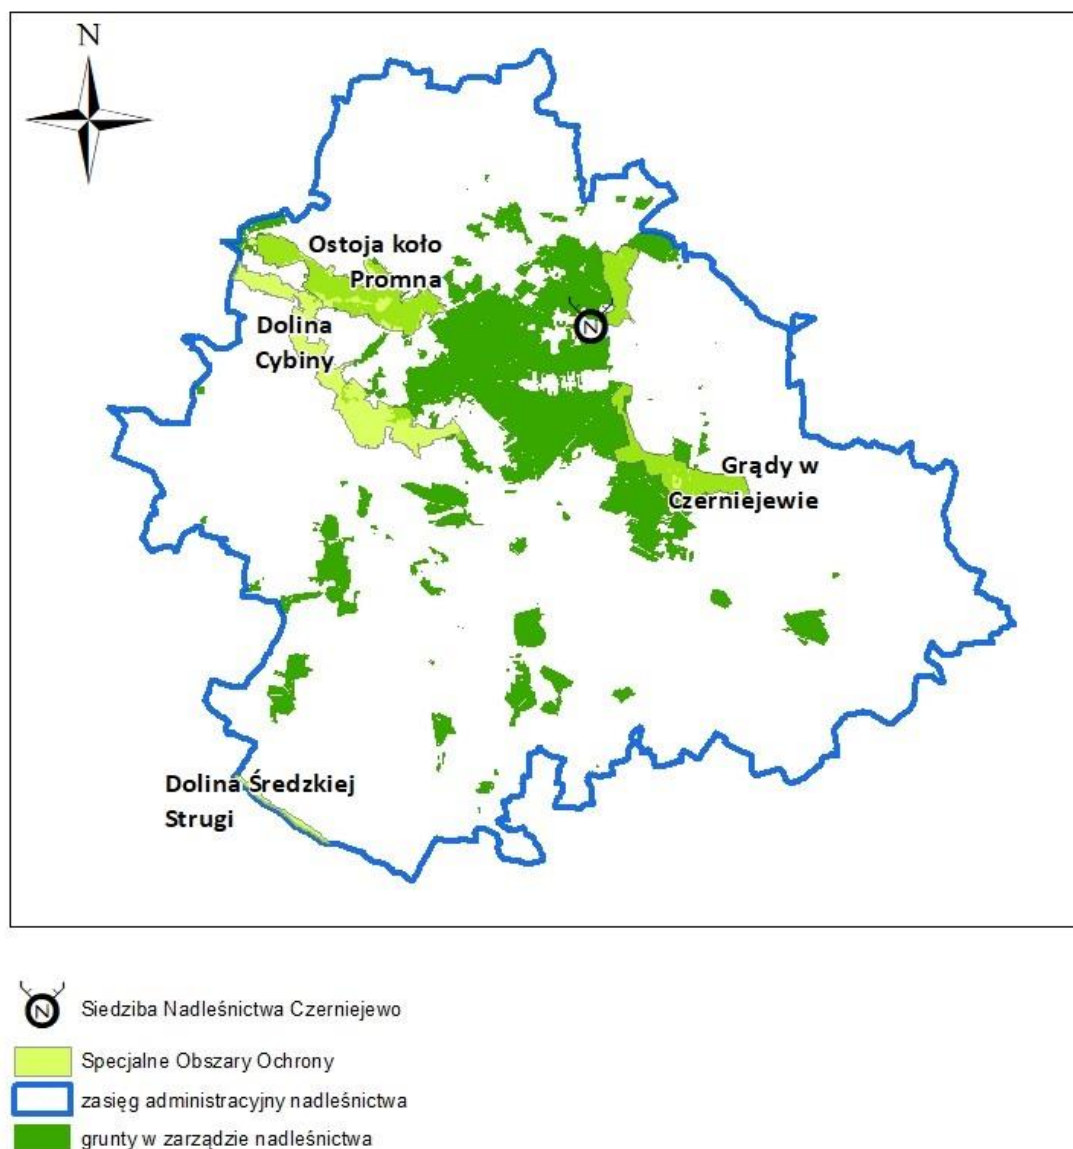 N
Ostoja koło
Promna
Dolina
Cybiny
N
Grądy w
Czerniejewie
Dolina Średzkiej
Strugi
N
Siedziba Nadleśnictwa Czerniejewo
Specjalne Obszary Ochrony
zasięg administracyjny nadleśnictwa
grunty w zarządzie nadleśnictwa